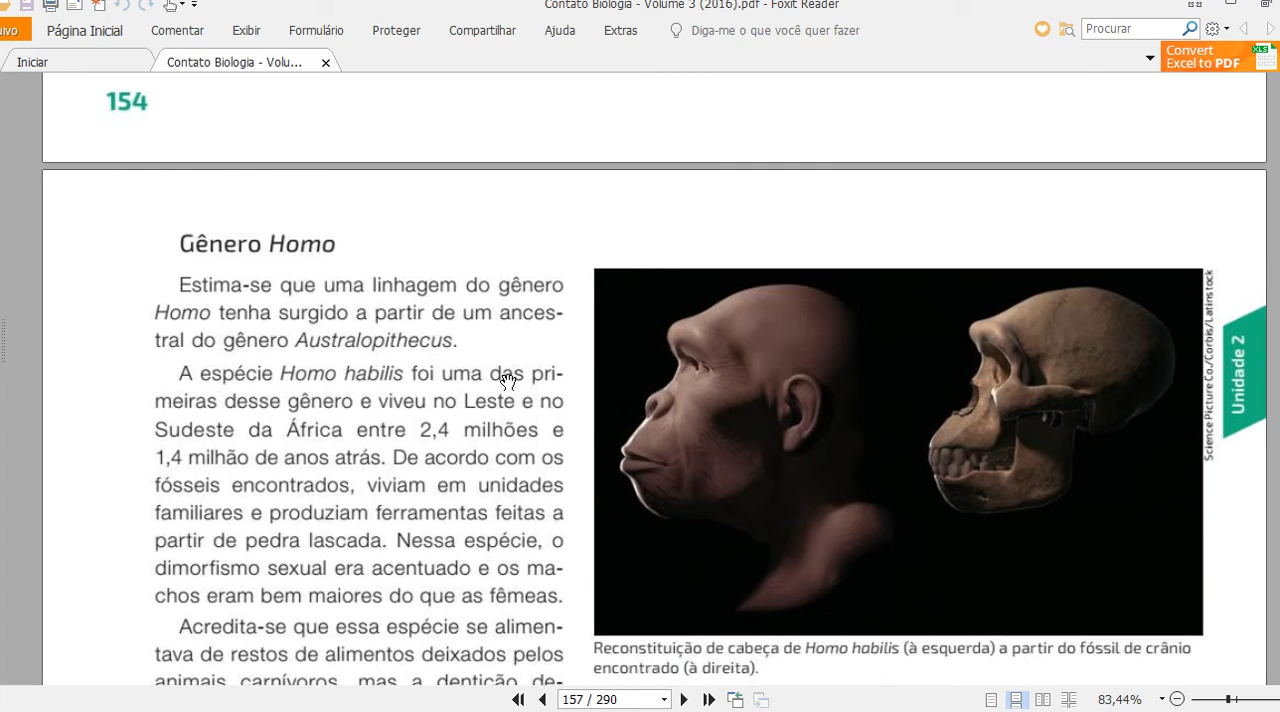 Contato Biologia - Volume 3 (2016).pdf - Foxit Reader
Página Inicial Comentar Exibir Formulário Proteger Compartilhar Ajuda Extras Diga-me o que você quer fazer Procurar
Iniciar Contato Biologia - Volu...
Convert
Excel to PDF
XLS
154
Gênero Homo
Estima-se que uma linhagem do gênero
Homo tenha surgido a partir de um ances-
tral do gênero Australopithecus.
A espécie Homo habilis foi uma das pri-
meiras desse gênero e viveu no Leste e no
Sudeste da África entre 2,4 milhões e
1,4 milhão de anos atrás. De acordo com os
fósseis encontrados, viviam em unidades
familiares e produziam ferramentas feitas a
partir de pedra lascada. Nessa espécie, o
dimorfismo sexual era acentuado e os ma-
chos eram bem maiores do que as fêmeas.
Acredita-se que essa espécie se alimen-
tava de restos de alimentos deixados pelos
animais carnívoros, mas a dentição de-
Science Picture Co./Corbis/Latinstock
Unidade 2
Reconstituição de cabeça de Homo habilis (à esquerda) a partir do fóssil de crânio
encontrado (à direita).
157 / 290
83,44%